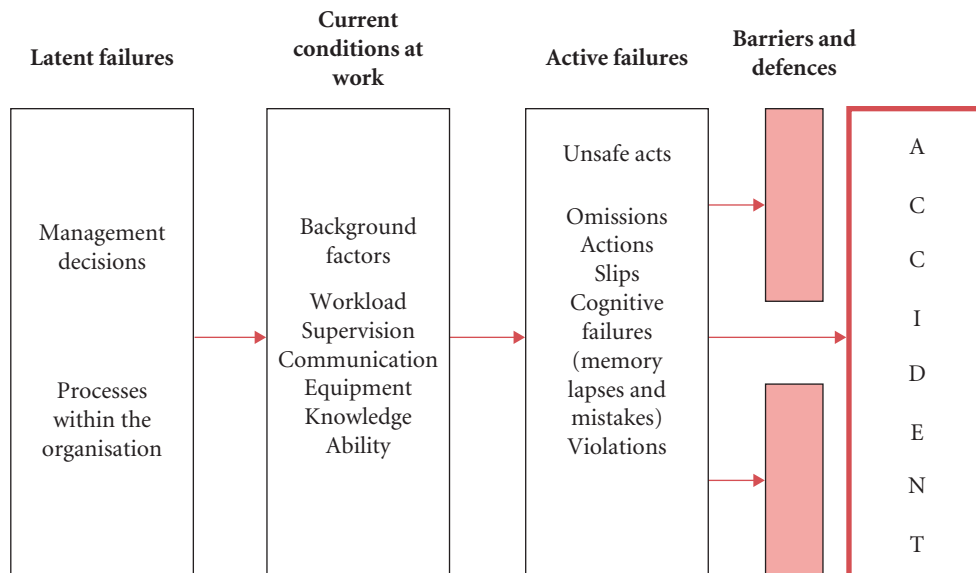 Latent failures
Current
conditions at
work
Active failures
Barriers and
defences
Management
decisions
Processes
within the
organisation
Background
factors
Workload
Supervision
Communication
Equipment
Knowledge
Ability
Unsafe acts
Omissions
Actions
Slips
Cognitive
failures
(memory
lapses and
mistakes)
Violations
A
C
C
I
D
E
N
T